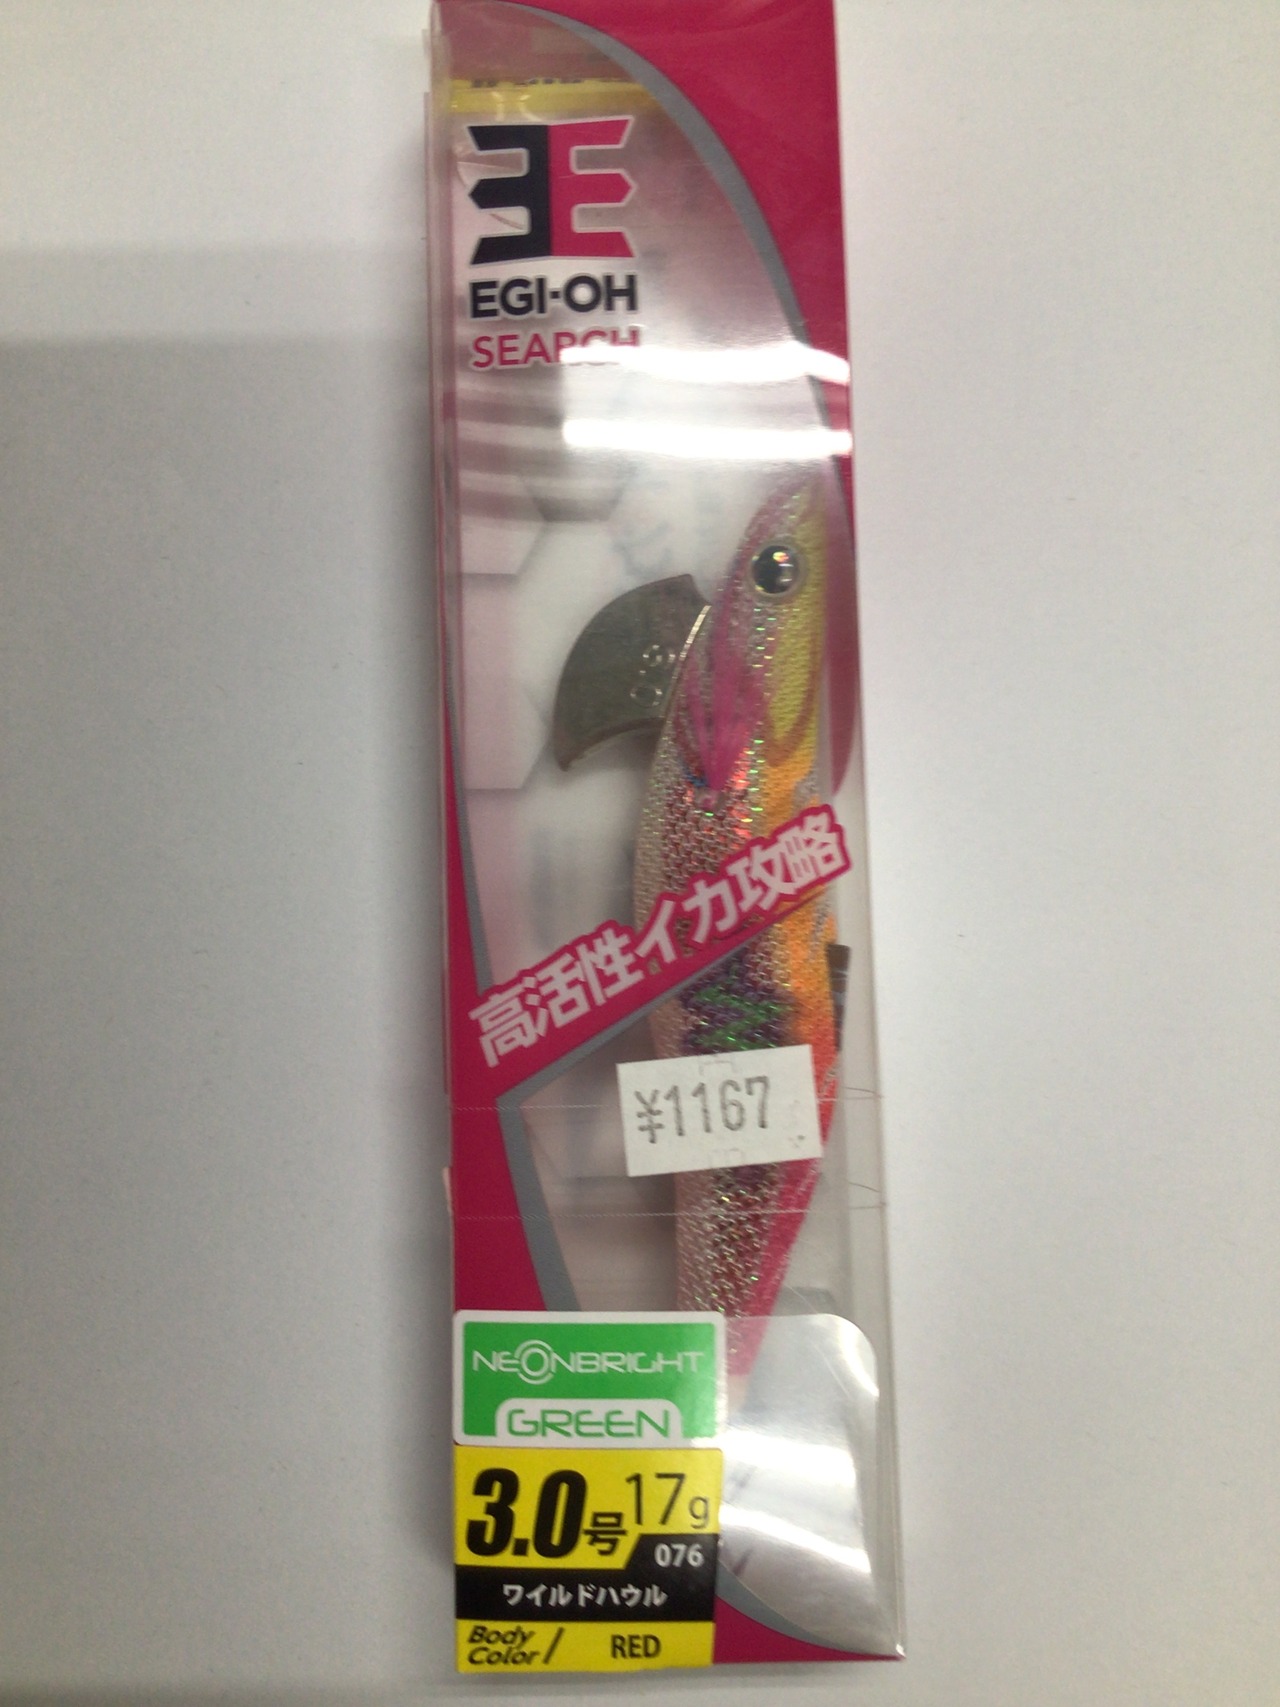 EGI-OH
SEARCH
高活性イカ攻略
¥1167
NEONBRIGHT
GREEN
3.0号 17g
076
ワイルドハウル
Body Color/ RED